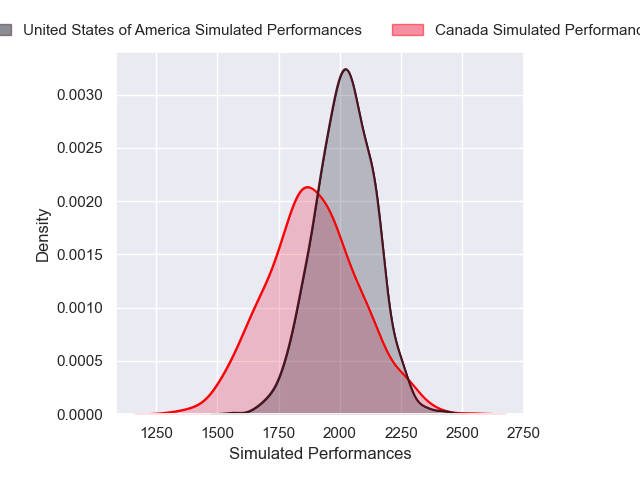 United States of America Simulated Performances
Canada Simulated Performanc
0.0030
0.0025
0.0020
0.0015
0.0010
0.0005
0.0000
Density
1250 1500 1750 2000 2250 2500 2750
Simulated Performances